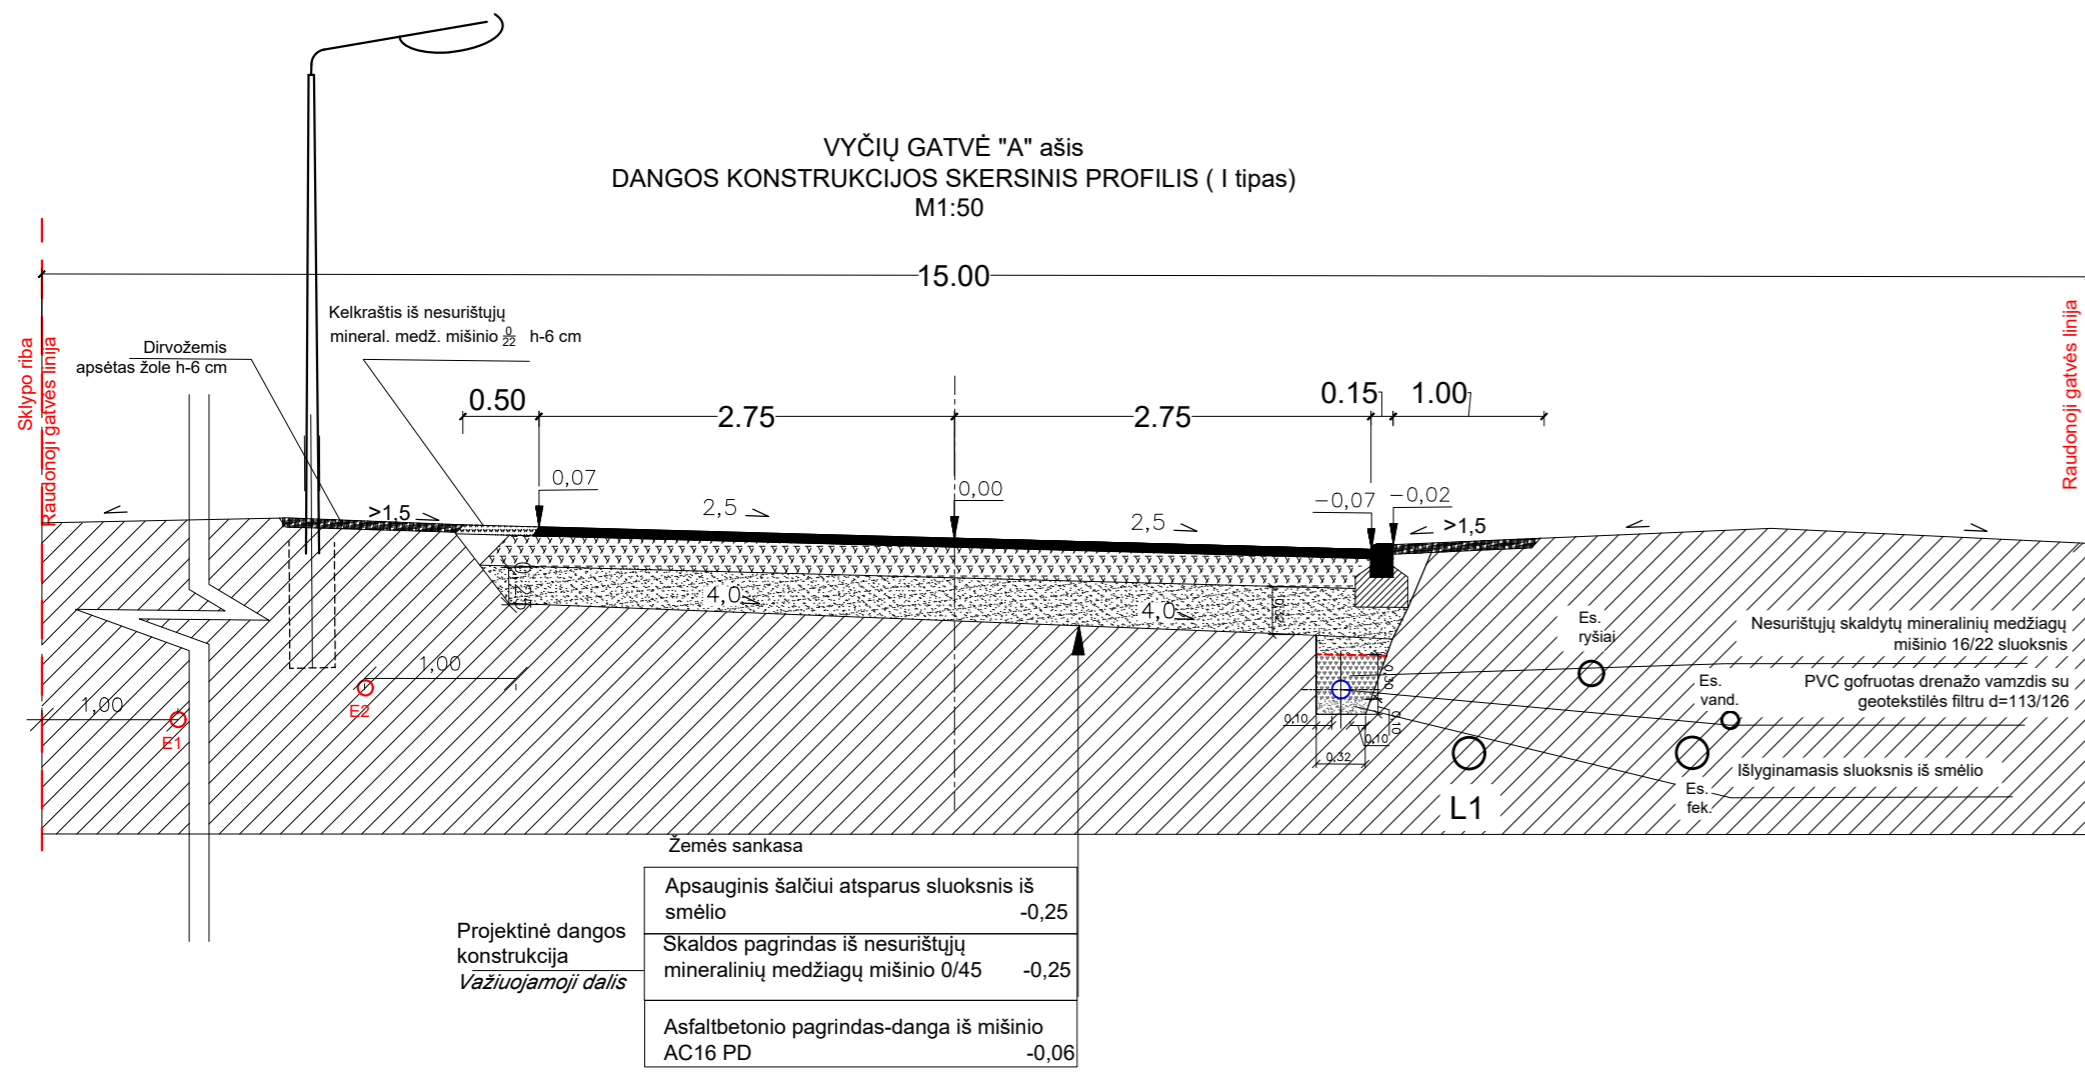 VYČIŲ GATVĖ "A" ašis
DANGOS KONSTRUKCIJOS SKERSINIS PROFILIS ( I tipas)
M1:50
15.00
Sklypo riba
Raudonoji gatvės linija
Raudonoji gatvės linija
Kelkraštis iš nesurištųjų
mineral. medž. mišinio 0/22 h-6 cm
Dirvožemis
apsėtas žole h-6 cm
0.50
2.75
2.75
0.15
1.00
0,07
0,00
-0,07
-0,02
>1,5
2,5
2,5
>1,5
4,0
4,0
1,00
1,00
E2
E1
0,30
0,10
0,10
0,10
0,32
Es.
ryšiai
Es.
vand.
Es.
fek.
L1
Nesurištųjų skaldytų mineralinių medžiagų
mišinio 16/22 sluoksnis
PVC gofruotas drenažo vamzdis su
geotekstilės filtru d=113/126
Išlyginamasis sluoksnis iš smėlio
Žemės sankasa
Apsauginis šalčiui atsparus sluoksnis iš
smėlio -0,25
Skaldos pagrindas iš nesurištųjų
mineralinių medžiagų mišinio 0/45 -0,25
Asfaltbetonio pagrindas-danga iš mišinio
AC16 PD -0,06
Projektinė dangos
konstrukcija
Važiuojamoji dalis